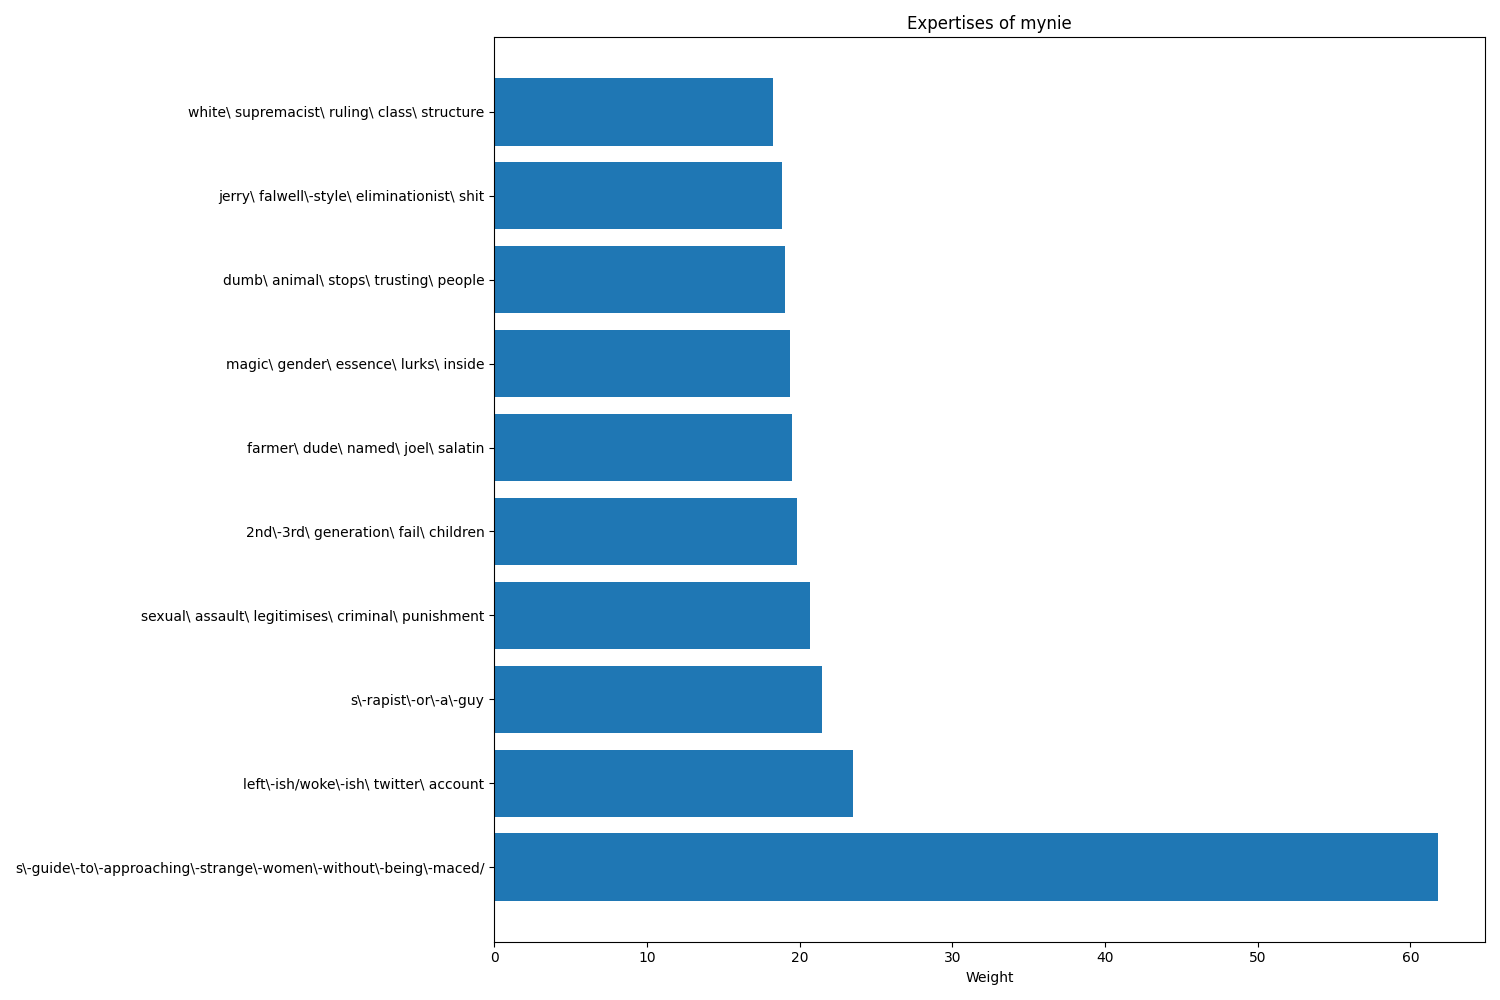 Expertises of mynie
white\ supremacist\ ruling\ class\ structure
jerry\ falwell\-style\ eliminationist\ shit
dumb\ animal\ stops\ trusting\ people
magic\ gender\ essence\ lurks\ inside
farmer\ dude\ named\ joel\ salatin
2nd\-3rd\ generation\ fail\ children
sexual\ assault\ legitimises\ criminal\ punishment
s\-rapist\-or\-a\-guy
left\-ish/woke\-ish\ twitter\ account
s\-guide\-to\-approaching\-strange\-women\-without\-being\-maced/
0 10 20 30 40 50 60
Weight